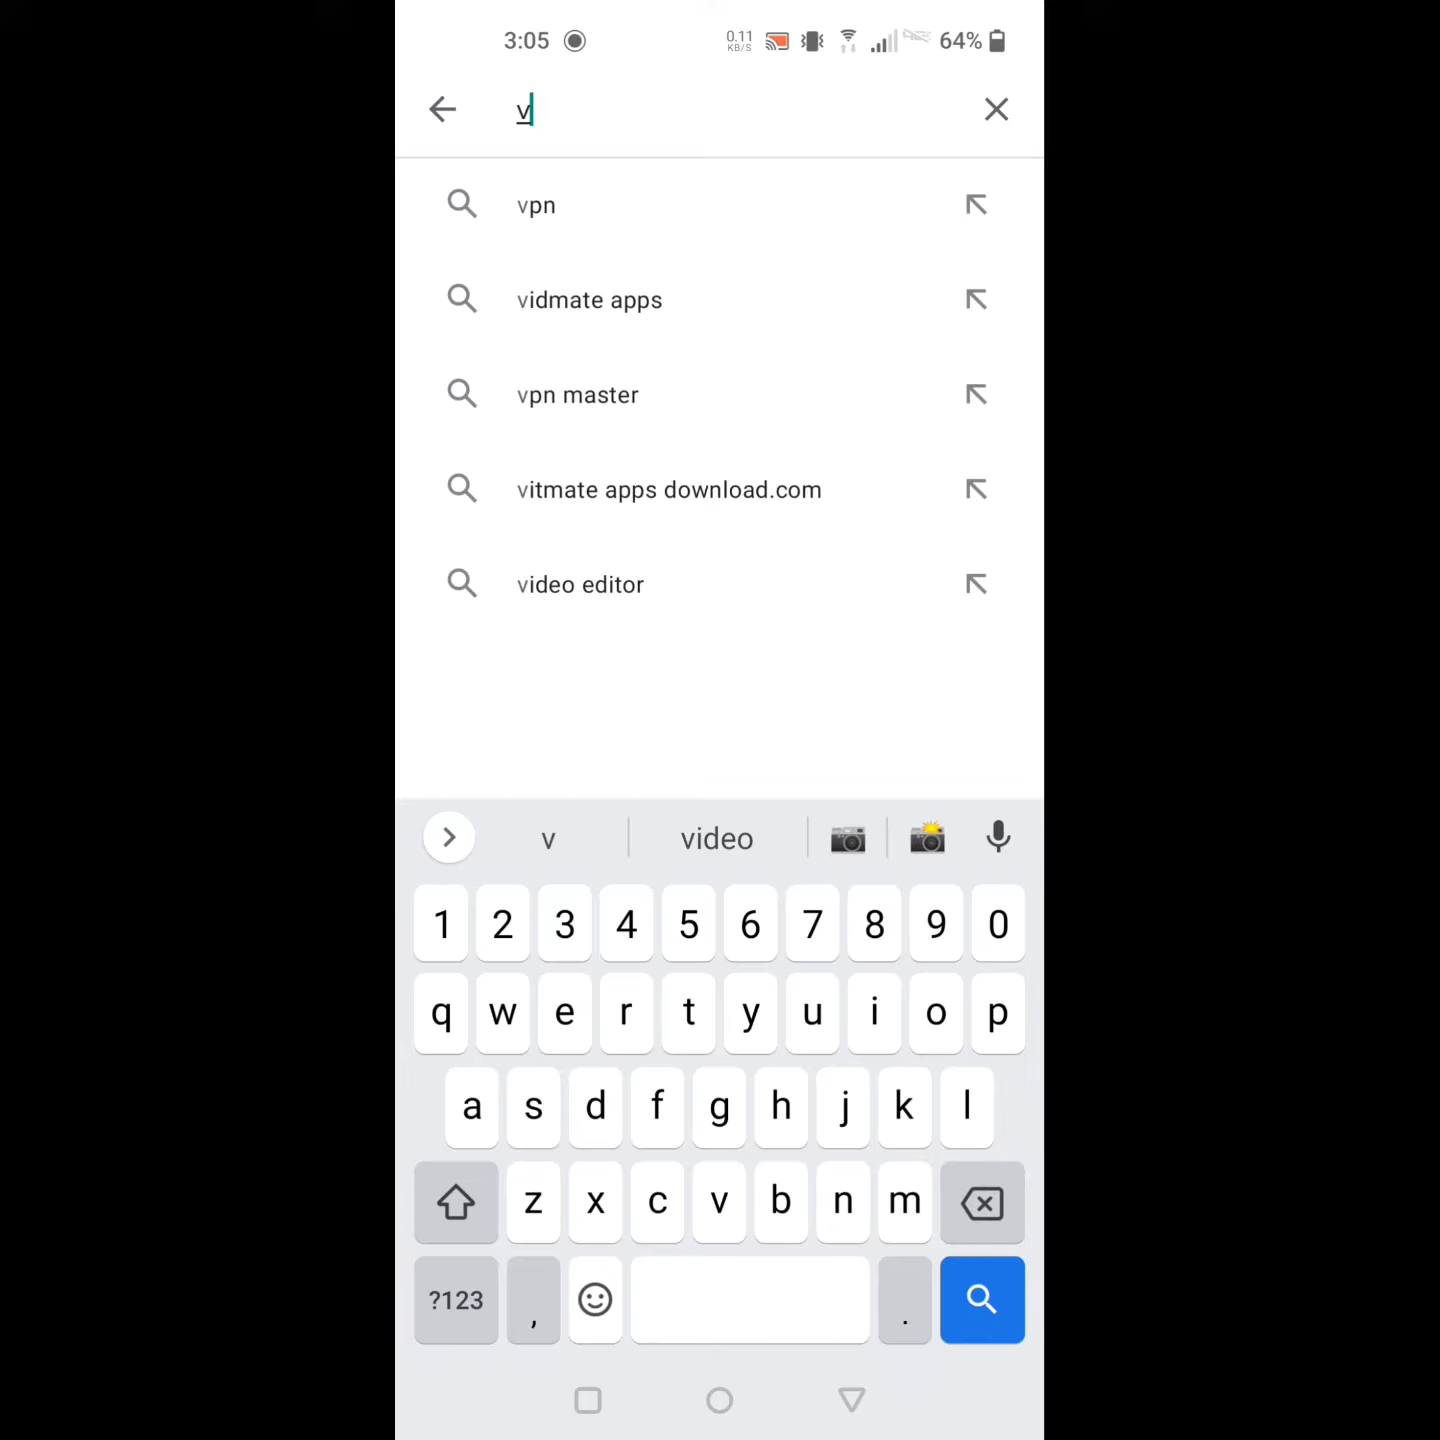 3:05 0.11 KB/S 64%
v
vpn
vidmate apps
vpn master
vitmate apps download.com
video editor
v video
1 2 3 4 5 6 7 8 9 0
q w e r t y u i o p
a s d f g h j k l
z x c v b n m
?123 , .